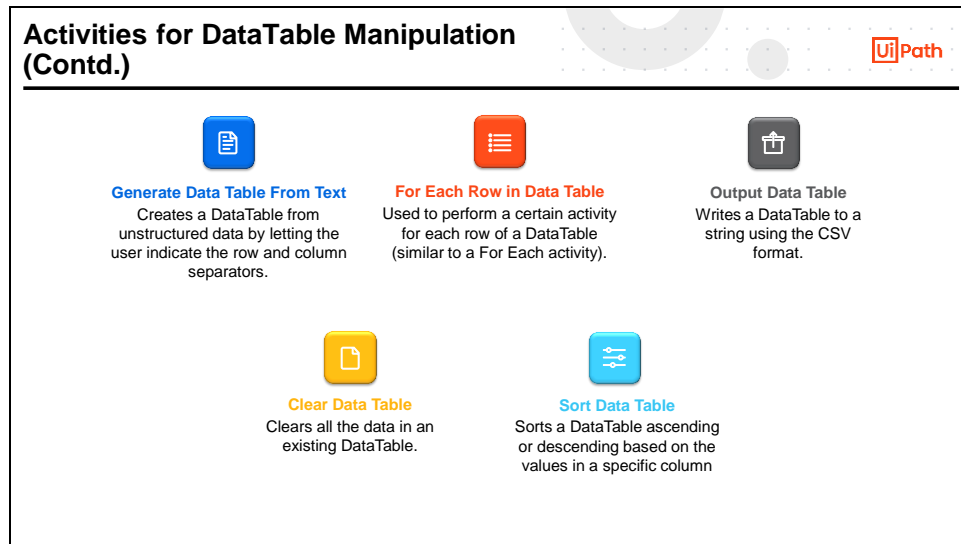 Activities for DataTable Manipulation
(Contd.)
UiPath
Generate Data Table From Text
Creates a DataTable from
unstructured data by letting the
user indicate the row and column
separators.
For Each Row in Data Table
Used to perform a certain activity
for each row of a DataTable
(similar to a For Each activity).
Output Data Table
Writes a DataTable to a
string using the CSV
format.
Clear Data Table
Clears all the data in an
existing DataTable.
Sort Data Table
Sorts a DataTable ascending
or descending based on the
values in a specific column